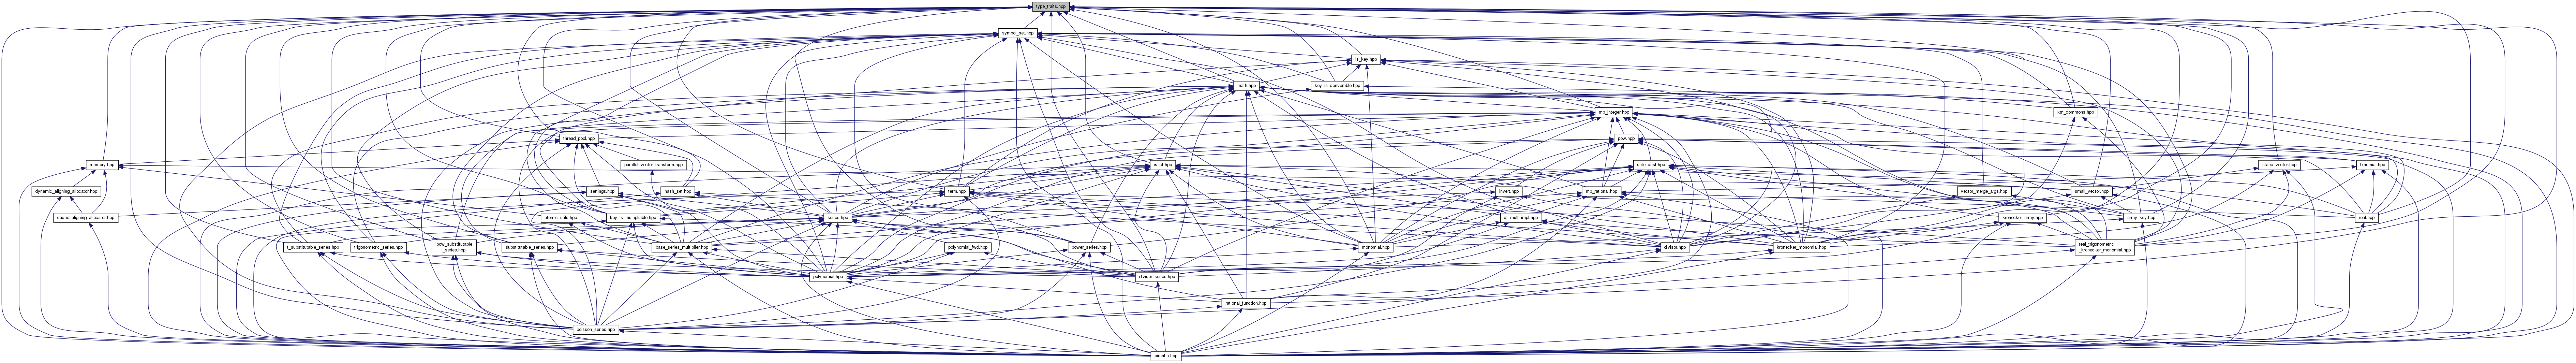 type_traits.hpp
symbol_set.hpp
is_key.hpp
math.hpp
key_is_convertible.hpp
mp_integer.hpp
km_commons.hpp
thread_pool.hpp
pow.hpp
memory.hpp
parallel_vector_transform.hpp
is_cf.hpp
safe_cast.hpp
static_vector.hpp
binomial.hpp
dynamic_aligning_allocator.hpp
settings.hpp
hash_set.hpp
term.hpp
invert.hpp
mp_rational.hpp
vector_merge_args.hpp
small_vector.hpp
cache_aligning_allocator.hpp
atomic_utils.hpp
key_is_multipliable.hpp
series.hpp
cf_mult_impl.hpp
kronecker_array.hpp
array_key.hpp
real.hpp
t_substitutable_series.hpp
trigonometric_series.hpp
ipow_substitutable
_series.hpp
substitutable_series.hpp
base_series_multiplier.hpp
polynomial_fwd.hpp
power_series.hpp
monomial.hpp
divisor.hpp
kronecker_monomial.hpp
real_trigonometric
_kronecker_monomial.hpp
polynomial.hpp
divisor_series.hpp
rational_function.hpp
poisson_series.hpp
piranha.hpp